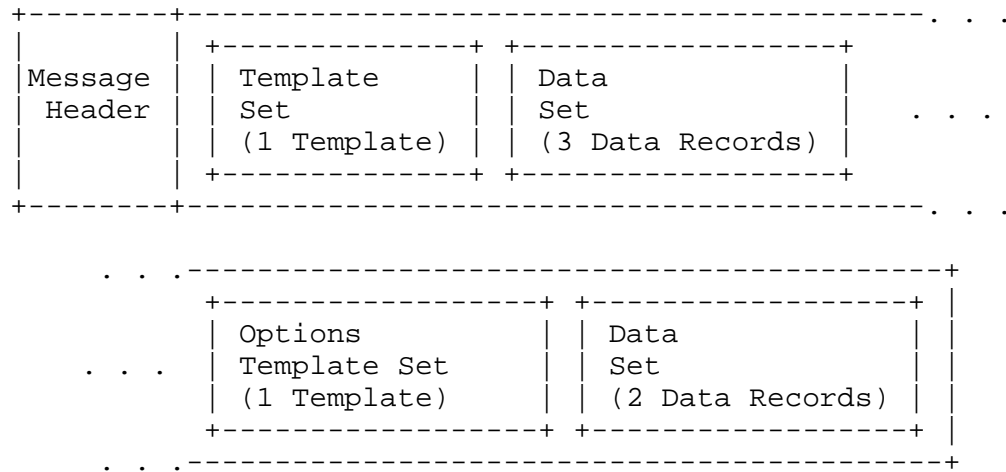 +--------+-------------------------------------------. . .
|        | +---------------+ +------------------+
|Message | | Template      | | Data             |
| Header | | Set           | | Set              |   . . .
|        | | (1 Template)  | | (3 Data Records) |
|        | +---------------+ +------------------+
+--------+-------------------------------------------. . .
     . . .-------------------------------------------+
           +------------------+ +------------------+ |
           | Options          | | Data             | |
    . . .  | Template Set     | | Set              | |
           | (1 Template)     | | (2 Data Records) | |
           +------------------+ +------------------+ |
     . . .-------------------------------------------+